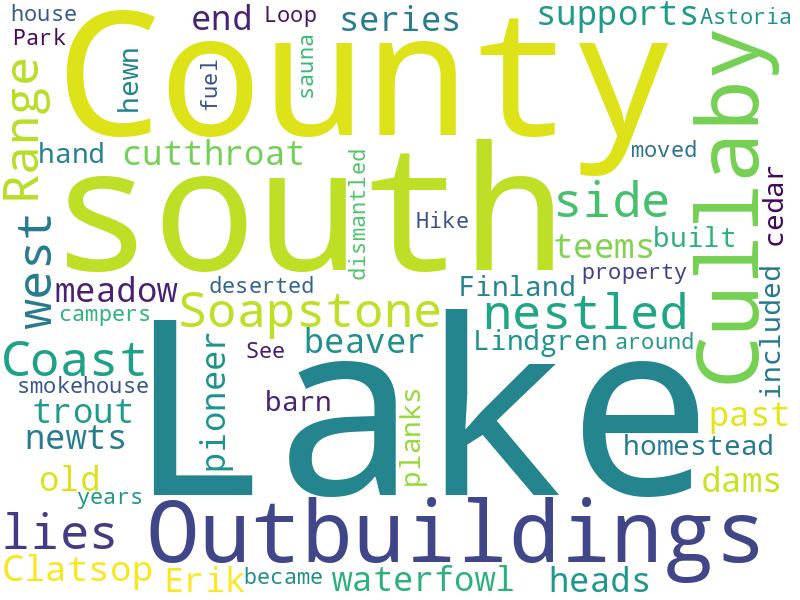 house
Park
end
Loop
series
supports
Astoria
County
hewn
fuel
sauna
Range
Cullaby
hand
cutthroat
moved
south
dismantled
side
cedar
Hike
west
teems
built
property
meadow
deserted
Finland
included
campers
Soapstone
nestled
Coast
pioneer
See
beaver
Lindgren
around
Lake
smokehouse
barn
planks
trout
past
newts
homestead
old
years
dams
lies
Outbuildings
Clatsop
Erik
became
waterfowl
heads